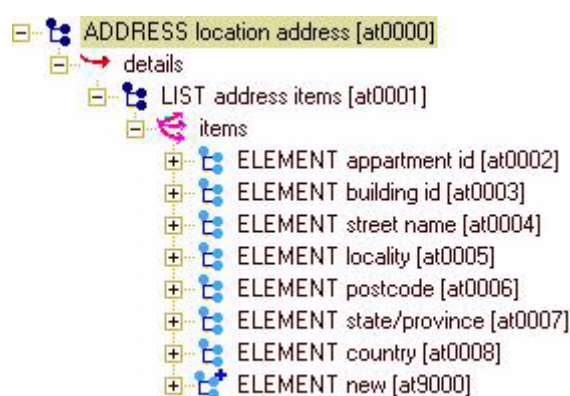 ADDRESS location address [at0000]
details
LIST address items [at0001]
items
ELEMENT appartment id [at0002]
ELEMENT building id [at0003]
ELEMENT street name [at0004]
ELEMENT locality [at0005]
ELEMENT postcode [at0006]
ELEMENT state/province [at0007]
ELEMENT country [at0008]
ELEMENT new [at9000]